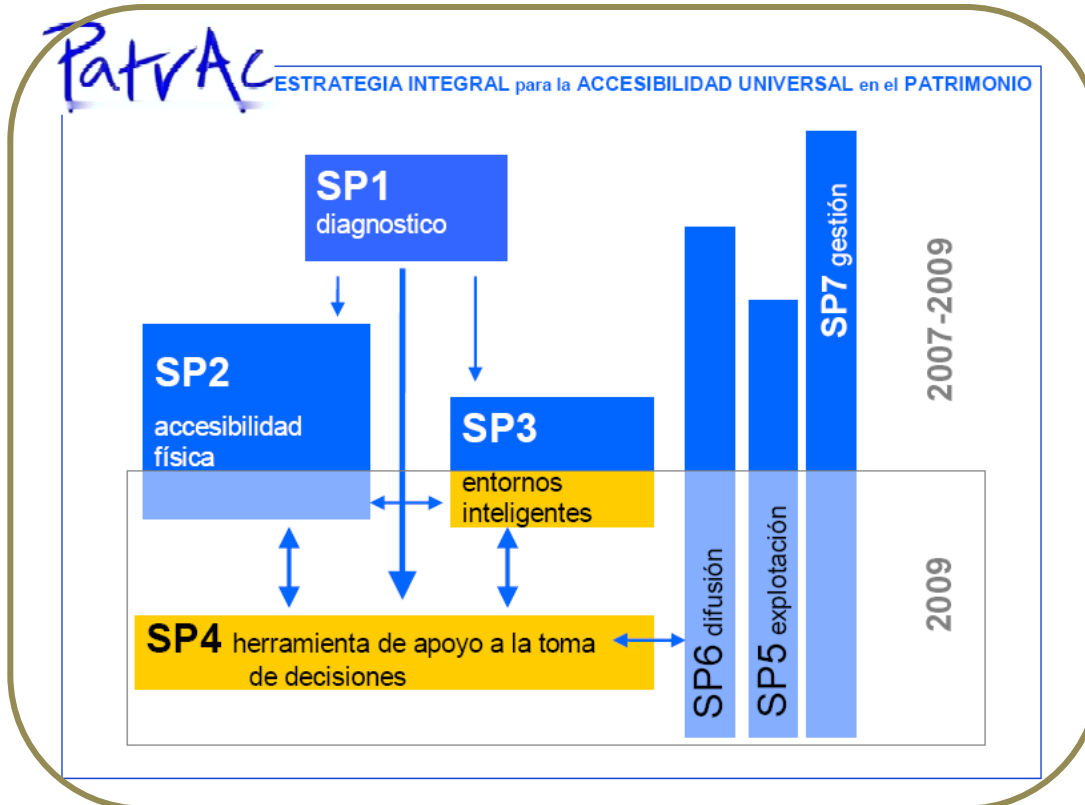 PatrAc
ESTRATEGIA INTEGRAL para la ACCESIBILIDAD UNIVERSAL en el PATRIMONIO
SP1
diagnostico
SP2
accesibilidad
física
SP3
entornos
inteligentes
SP4 herramienta de apoyo a la toma
de decisiones
SP6 difusión
SP5 explotación
SP7 gestión
2007-2009
2009